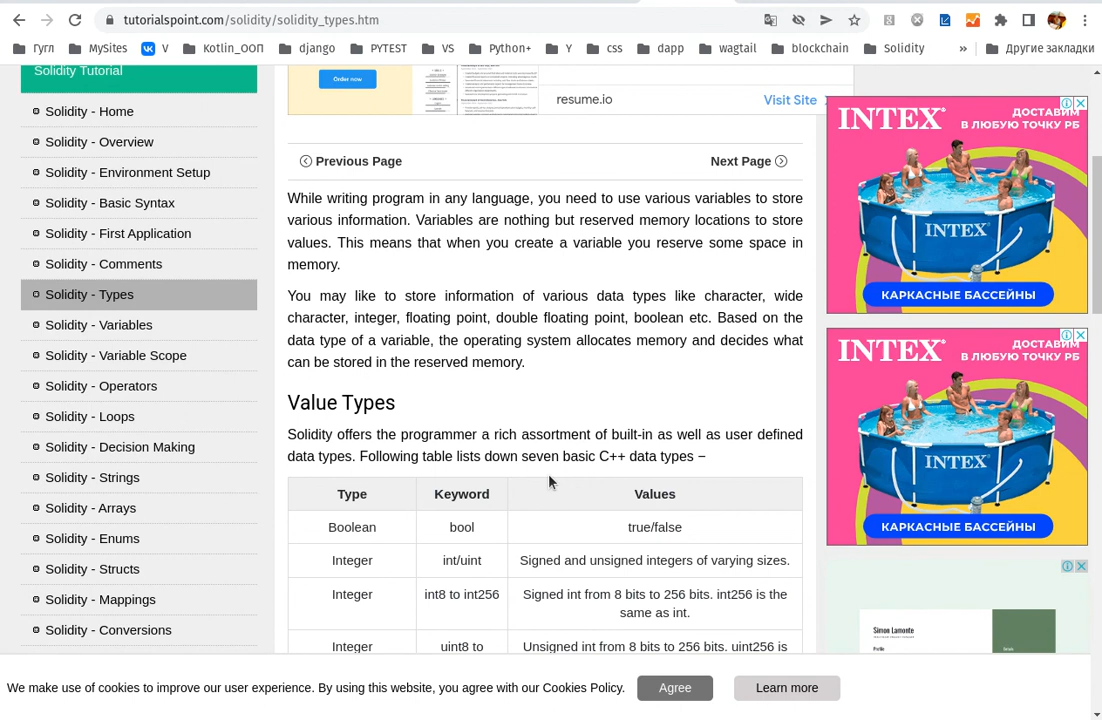 tutorialspoint.com/solidity/solidity_types.htm
Гугл
MySites
V
Kotlin_ООП
django
PYTEST
VS
Python+
Y
css
dapp
wagtail
blockchain
Solidity
»
Другие закладки
Solidity Tutorial
Solidity - Home
Solidity - Overview
Solidity - Environment Setup
Solidity - Basic Syntax
Solidity - First Application
Solidity - Comments
Solidity - Types
Solidity - Variables
Solidity - Variable Scope
Solidity - Operators
Solidity - Loops
Solidity - Decision Making
Solidity - Strings
Solidity - Arrays
Solidity - Enums
Solidity - Structs
Solidity - Mappings
Solidity - Conversions
Order now
resume.io
Visit Site
Previous Page
Next Page
While writing program in any language, you need to use various variables to store
various information. Variables are nothing but reserved memory locations to store
values. This means that when you create a variable you reserve some space in
memory.
You may like to store information of various data types like character, wide
character, integer, floating point, double floating point, boolean etc. Based on the
data type of a variable, the operating system allocates memory and decides what
can be stored in the reserved memory.
Value Types
Solidity offers the programmer a rich assortment of built-in as well as user defined
data types. Following table lists down seven basic C++ data types −
Type Keyword Values
Boolean bool true/false
Integer int/uint Signed and unsigned integers of varying sizes.
Integer int8 to int256 Signed int from 8 bits to 256 bits. int256 is the
same as int.
Integer uint8 to Unsigned int from 8 bits to 256 bits. uint256 is
INTEX
ДОСТАВИМ
В ЛЮБУЮ ТОЧКУ РБ
INTEX
КАРКАСНЫЕ БАССЕЙНЫ
INTEX
ДОСТАВИМ
В ЛЮБУЮ ТОЧКУ РБ
INTEX
КАРКАСНЫЕ БАССЕЙНЫ
Simon Lamonte
Profile
We make use of cookies to improve our user experience. By using this website, you agree with our Cookies Policy.
Agree
Learn more